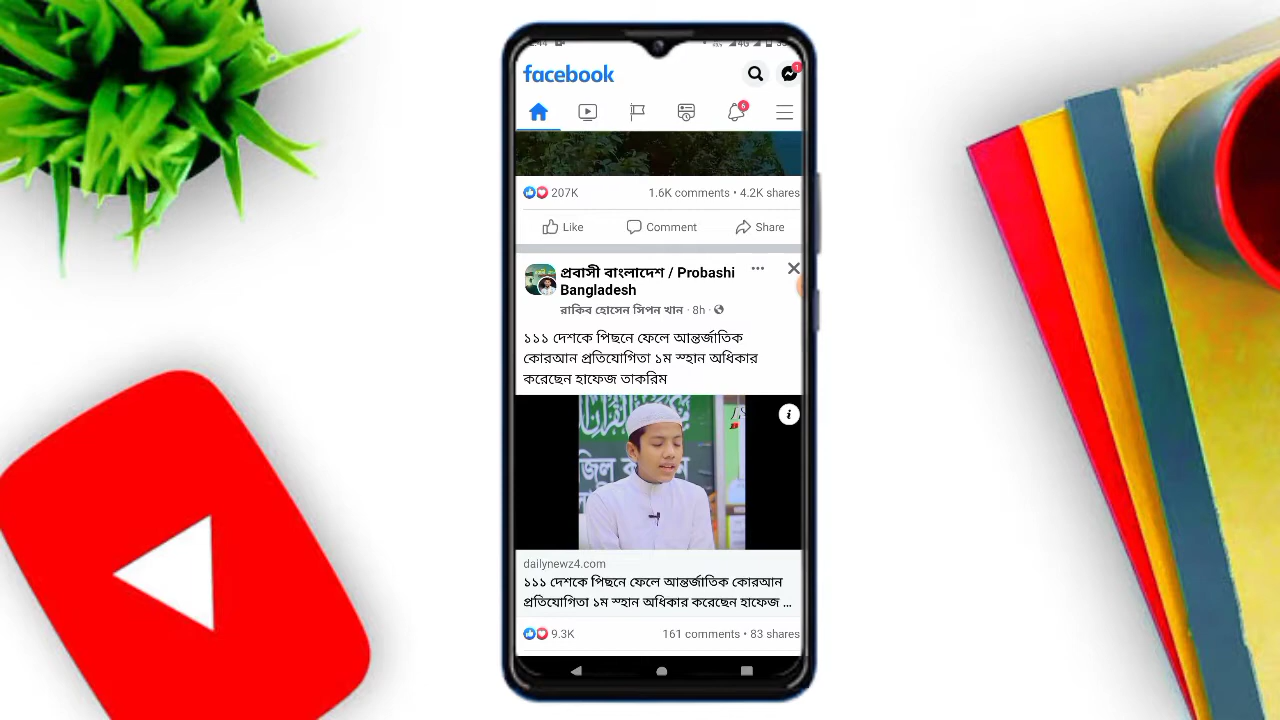 facebook
1
6
207K
1.6K comments • 4.2K shares
Like
Comment
Share
প্রবাসী বাংলাদেশ / Probashi
Bangladesh
রাকিব হোসেন সিপন খান · 8h ·
১১১ দেশকে পিছনে ফেলে আন্তর্জাতিক
কোরআন প্রতিযোগিতা ১ম স্হান অধিকার
করেছেন হাফেজ তাকরিম
dailynewz4.com
১১১ দেশকে পিছনে ফেলে আন্তর্জাতিক কোরআন
প্রতিযোগিতা ১ম স্হান অধিকার করেছেন হাফেজ ...
9.3K
161 comments • 83 shares